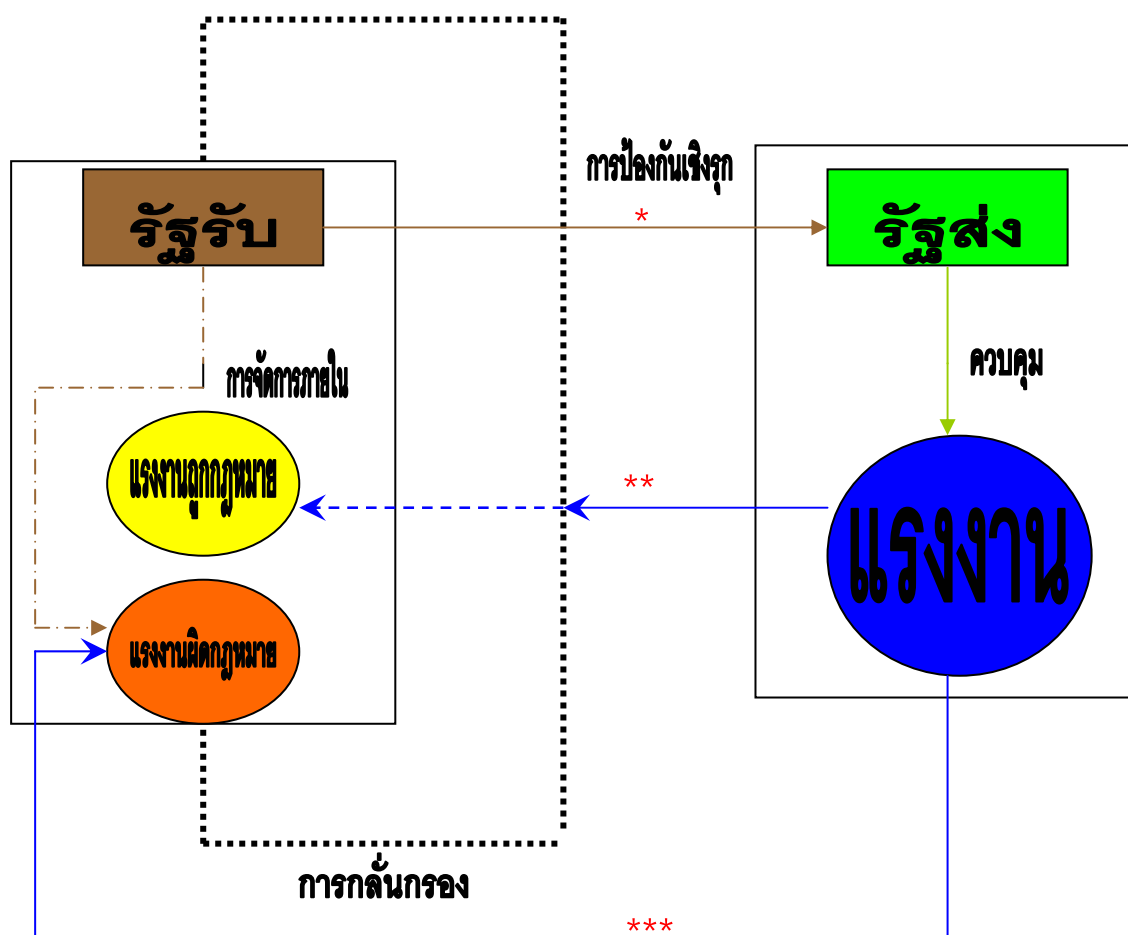 การป้องกันเชิงรุก
รัฐรับ
*
รัฐส่ง
ควบคุม
การจัดการภายใน
แรงงานถูกกฎหมาย
**
แรงงาน
แรงงานผิดกฎหมาย
การกลั่นกรอง
***